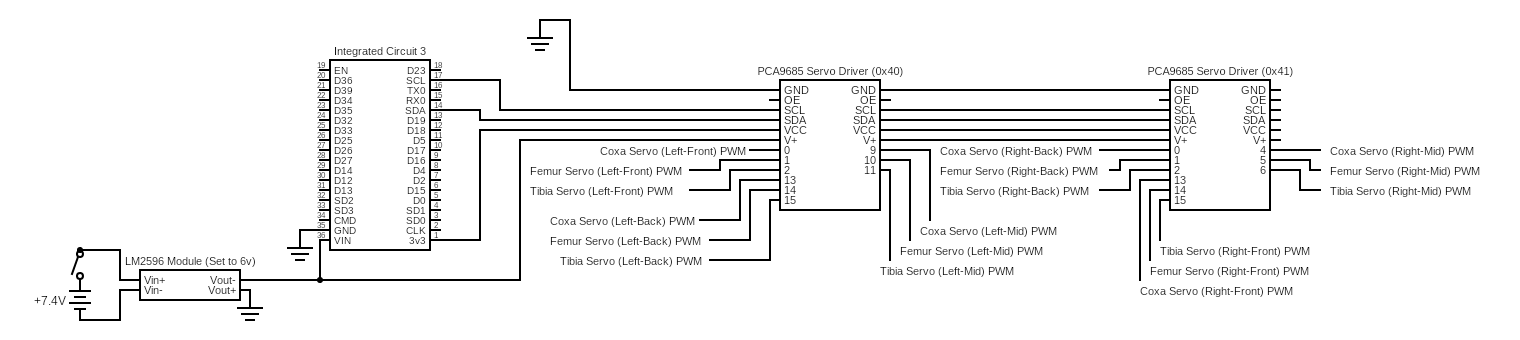 Integrated Circuit 3
19 EN D23 18
20 D36 SCL 17
21 D39 TX0 16
22 D34 RX0 15
23 D35 SDA 14
24 D32 D19 13
25 D33 D18 12
26 D25 D5 11
27 D26 D17 10
28 D27 D16 9
29 D14 D4 8
30 D12 D2 7
31 D13 D15 6
32 SD2 D0 5
33 SD3 SD1 4
34 CMD SD0 3
35 GND CLK 2
36 VIN 3v3 1
LM2596 Module (Set to 6v)
Vin+ Vout-
Vin- Vout+
+7.4V
PCA9685 Servo Driver (0x40)
GND GND
OE OE
SCL SCL
SDA SDA
VCC VCC
V+ V+
0 9
1 10
2 11
13
14
15
Coxa Servo (Left-Front) PWM
Femur Servo (Left-Front) PWM
Tibia Servo (Left-Front) PWM
Coxa Servo (Left-Back) PWM
Femur Servo (Left-Back) PWM
Tibia Servo (Left-Back) PWM
Coxa Servo (Left-Mid) PWM
Femur Servo (Left-Mid) PWM
Tibia Servo (Left-Mid) PWM
PCA9685 Servo Driver (0x41)
GND GND
OE OE
SCL SCL
SDA SDA
VCC VCC
V+ V+
0 4
1 5
2 6
13
14
15
Coxa Servo (Right-Back) PWM
Femur Servo (Right-Back) PWM
Tibia Servo (Right-Back) PWM
Coxa Servo (Right-Mid) PWM
Femur Servo (Right-Mid) PWM
Tibia Servo (Right-Mid) PWM
Tibia Servo (Right-Front) PWM
Femur Servo (Right-Front) PWM
Coxa Servo (Right-Front) PWM